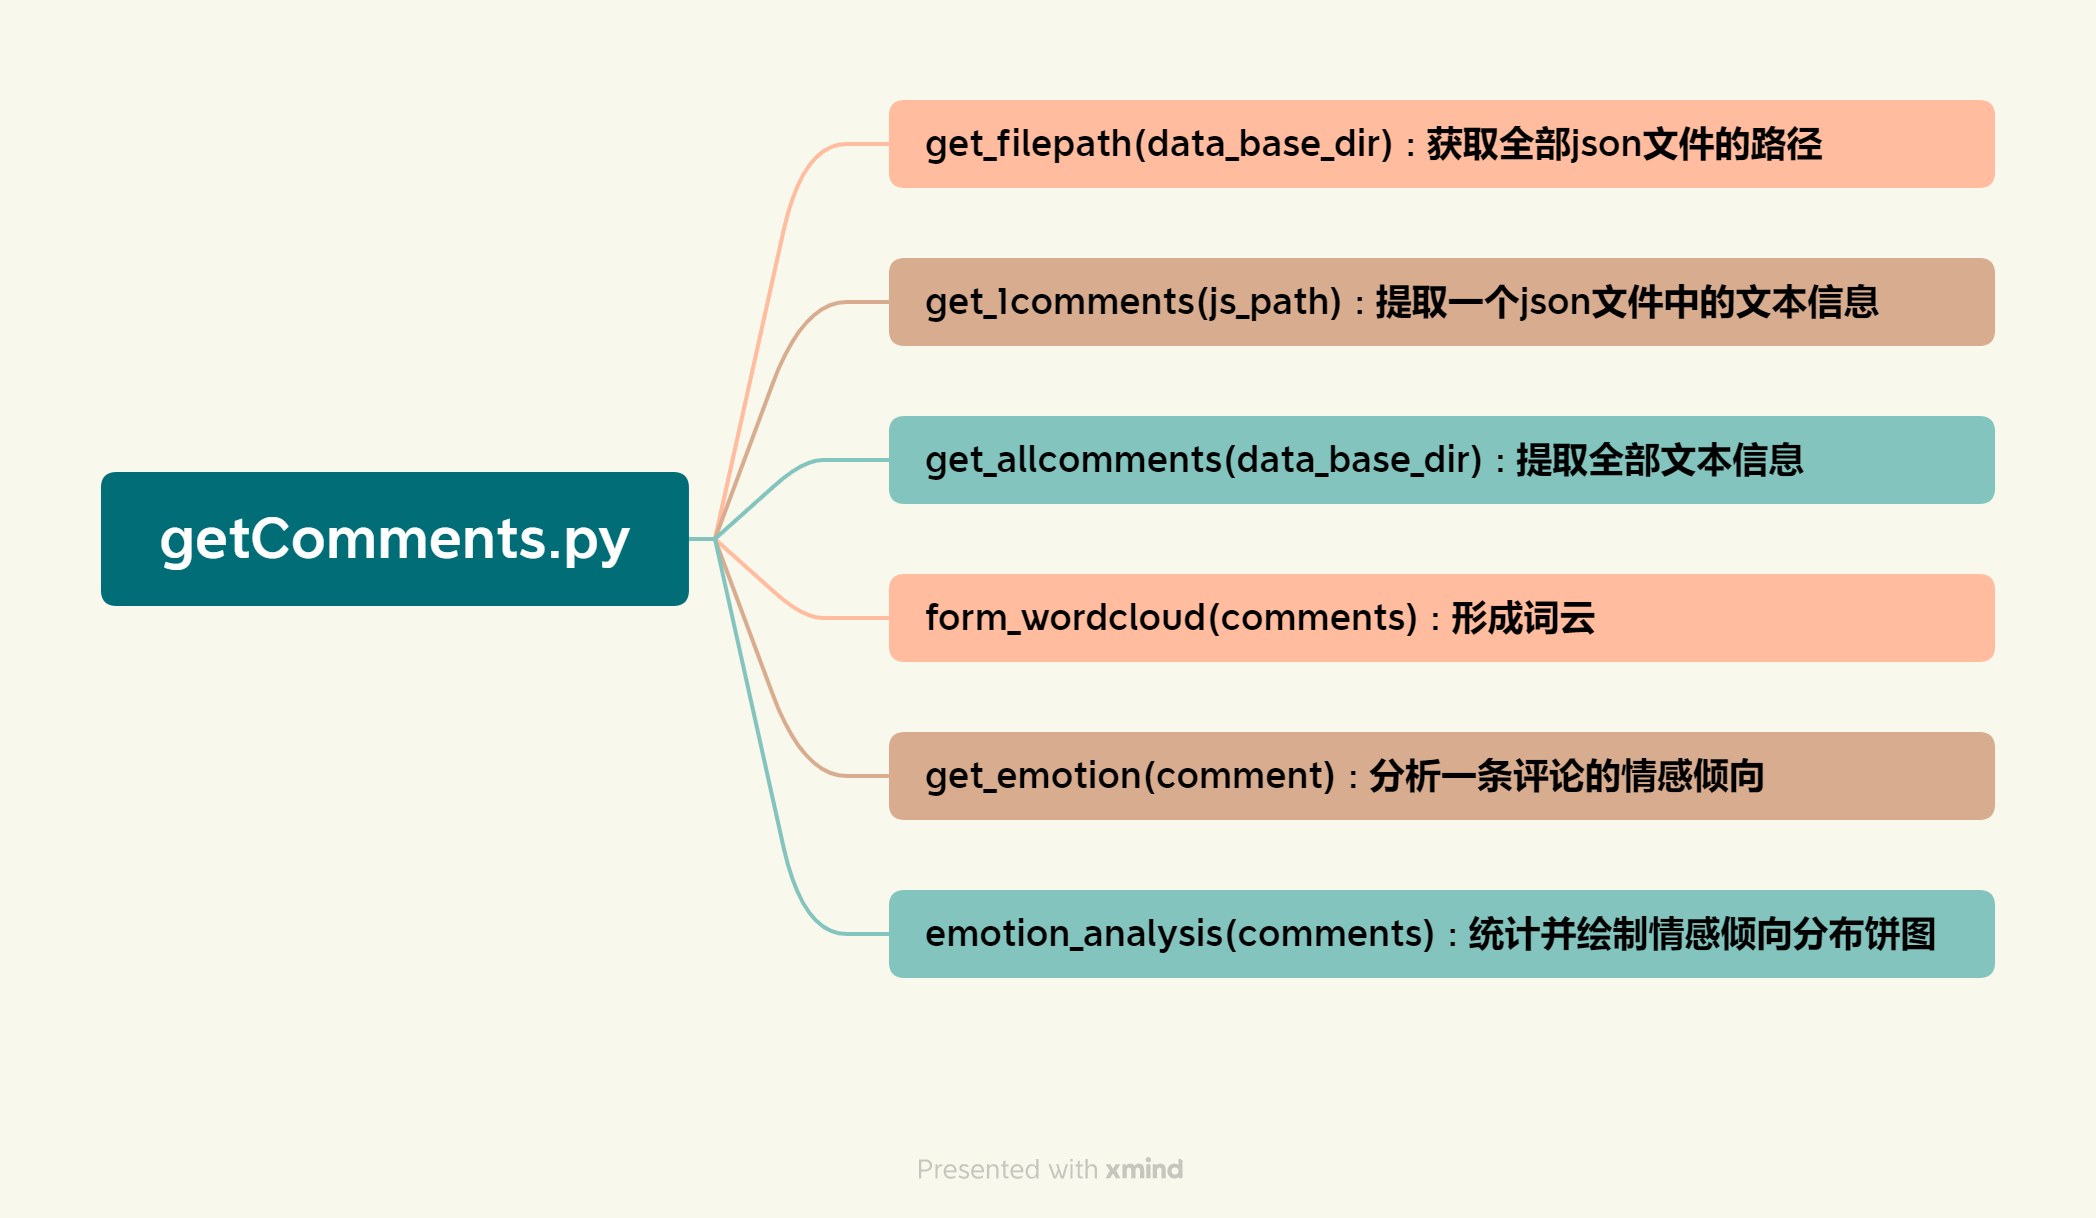 get_filepath(data_base_dir) : 获取全部json文件的路径
get_1comments(js_path) : 提取一个json文件中的文本信息
get_allcomments(data_base_dir) : 提取全部文本信息
getComments.py
form_wordcloud(comments) : 形成词云
get_emotion(comment) : 分析一条评论的情感倾向
emotion_analysis(comments) : 统计并绘制情感倾向分布饼图
Presented with xmind